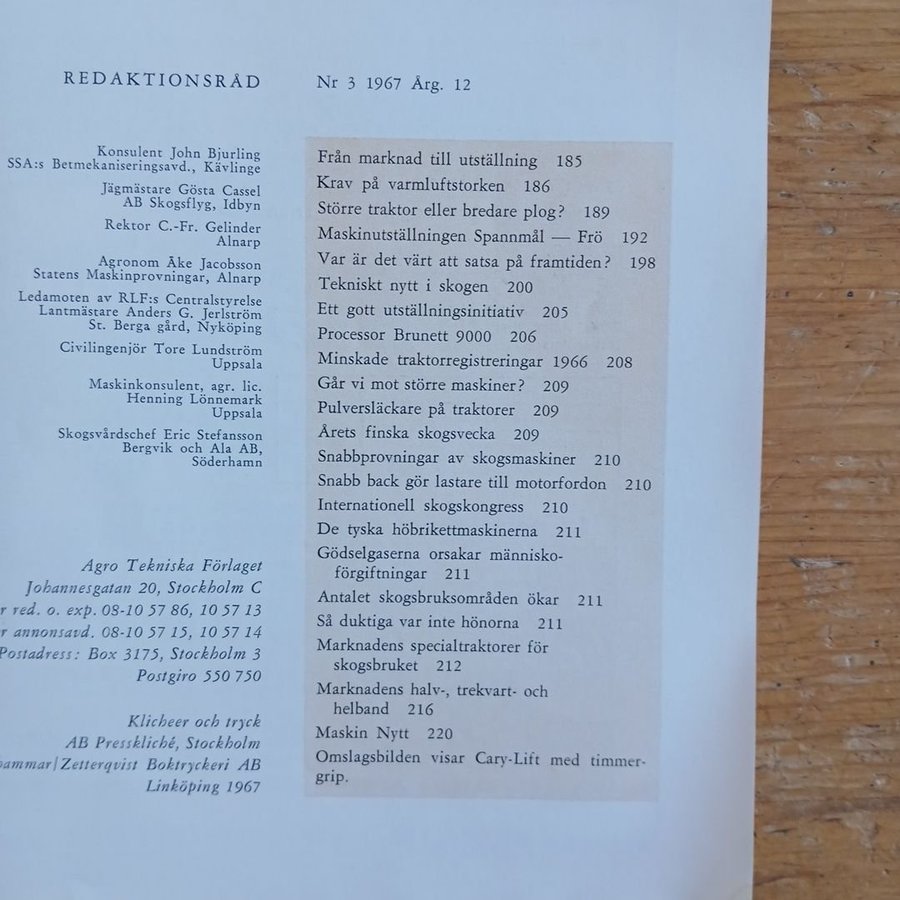 REDAKTIONSRÅD
Konsulent John Bjurling
SSA:s Betmekaniseringsavd., Kävlinge
Jägmästare Gösta Cassel
AB Skogsflyg, Idbyn
Rektor C.-Fr. Gelinder
Alnarp
Agronom Åke Jacobsson
Statens Maskinprovningar, Alnarp
Ledamoten av RLF:s Centralstyrelse
Lantmästare Anders G. Jerlström
St. Berga gård, Nyköping
Civilingenjör Tore Lundström
Uppsala
Maskinkonsulent, agr. lic.
Henning Lönnemark
Uppsala
Skogsvårdschef Eric Stefansson
Bergvik och Ala AB,
Söderhamn
Agro Tekniska Förlaget
Johannesgatan 20, Stockholm C
red. o. exp. 08-10 57 86, 10 57 13
annonsavd. 08-10 57 15, 10 57 14
Postadress: Box 3175, Stockholm 3
Postgiro 550 750
Klicheer och tryck
AB Presskliché, Stockholm
Zetterqvist Boktryckeri AB
Linköping 1967
Nr 3 1967 Årg. 12
Från marknad till utställning 185
Krav på varmluftstorken 186
Större traktor eller bredare plog? 189
Maskinutställningen Spannmål — Frö 192
Var är det värt att satsa på framtiden? 198
Tekniskt nytt i skogen 200
Ett gott utställningsinitiativ 205
Processor Brunett 9000 206
Minskade traktorregistreringar 1966 208
Går vi mot större maskiner? 209
Pulversläckare på traktorer 209
Årets finska skogsvecka 209
Snabbprovningar av skogsmaskiner 210
Snabb back gör lastare till motorfordon 210
Internationell skogskongress 210
De tyska höbrikettmaskinerna 211
Gödselgaserna orsakar människo-
förgiftningar 211
Antalet skogsbruksområden ökar 211
Så duktiga var inte hönorna 211
Marknadens specialtraktorer för
skogsbruket 212
Marknadens halv-, trekvart- och
helband 216
Maskin Nytt 220
Omslagsbilden visar Cary-Lift med timmer-
grip.